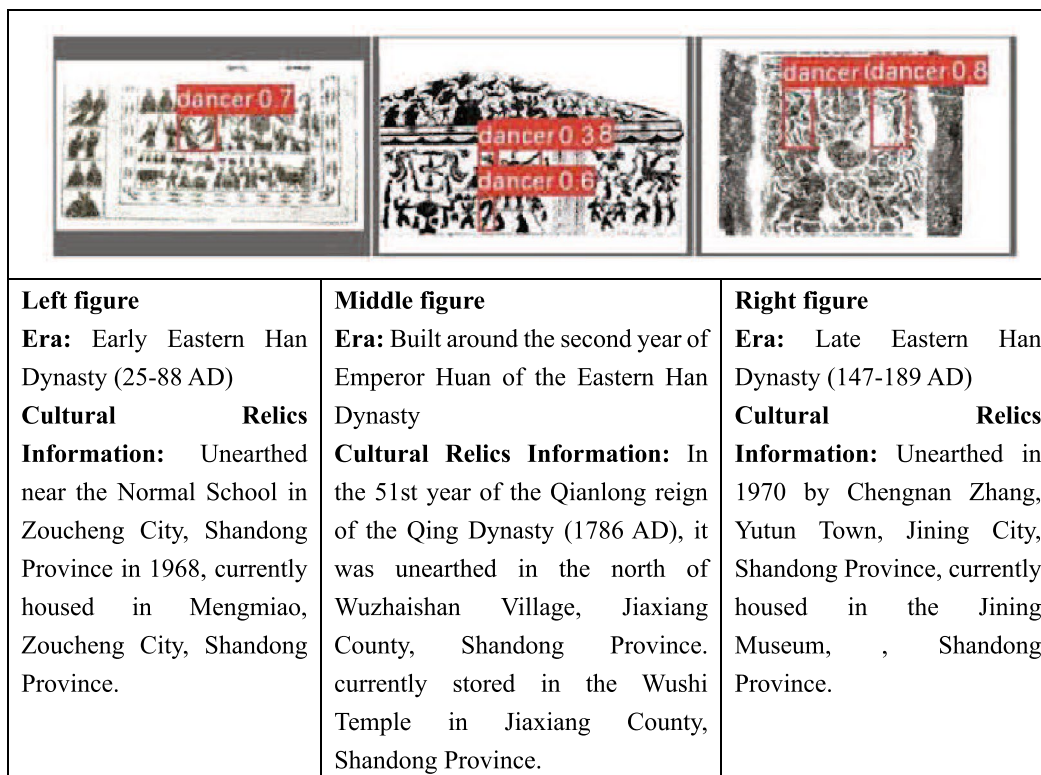 dancer 0.7
dancer 0.38
dancer 0.6
dancer (dancer 0.8
Left figure
Era: Early Eastern Han
Dynasty (25-88 AD)
Cultural Relics
Information: Unearthed
near the Normal School in
Zoucheng City, Shandong
Province in 1968, currently
housed in Mengmiao,
Zoucheng City, Shandong
Province.
Middle figure
Era: Built around the second year of
Emperor Huan of the Eastern Han
Dynasty
Cultural Relics Information: In
the 51st year of the Qianlong reign
of the Qing Dynasty (1786 AD), it
was unearthed in the north of
Wuzhaishan Village, Jiaxiang
County, Shandong Province.
currently stored in the Wushi
Temple in Jiaxiang County,
Shandong Province.
Right figure
Era: Late Eastern Han
Dynasty (147-189 AD)
Cultural Relics
Information: Unearthed in
1970 by Chengnan Zhang,
Yutun Town, Jining City,
Shandong Province, currently
housed in the Jining
Museum, , Shandong
Province.